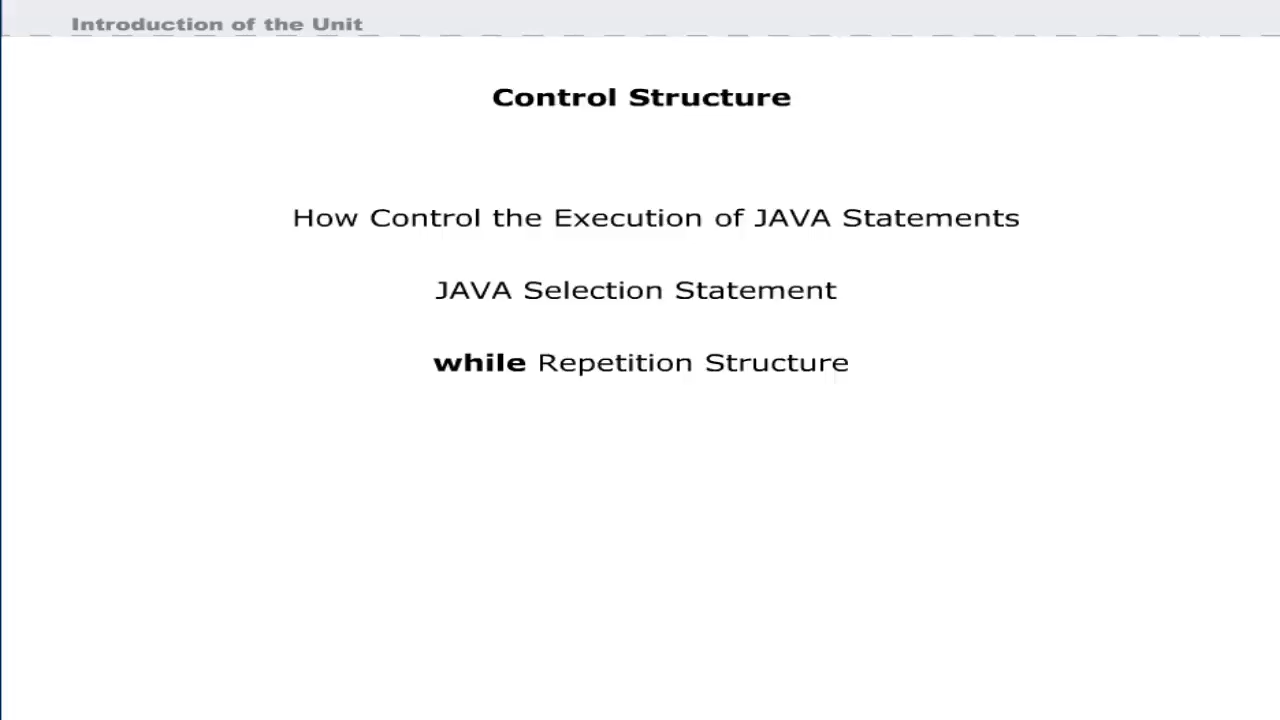 Introduction of the Unit
Control Structure
How Control the Execution of JAVA Statements
JAVA Selection Statement
while Repetition Structure